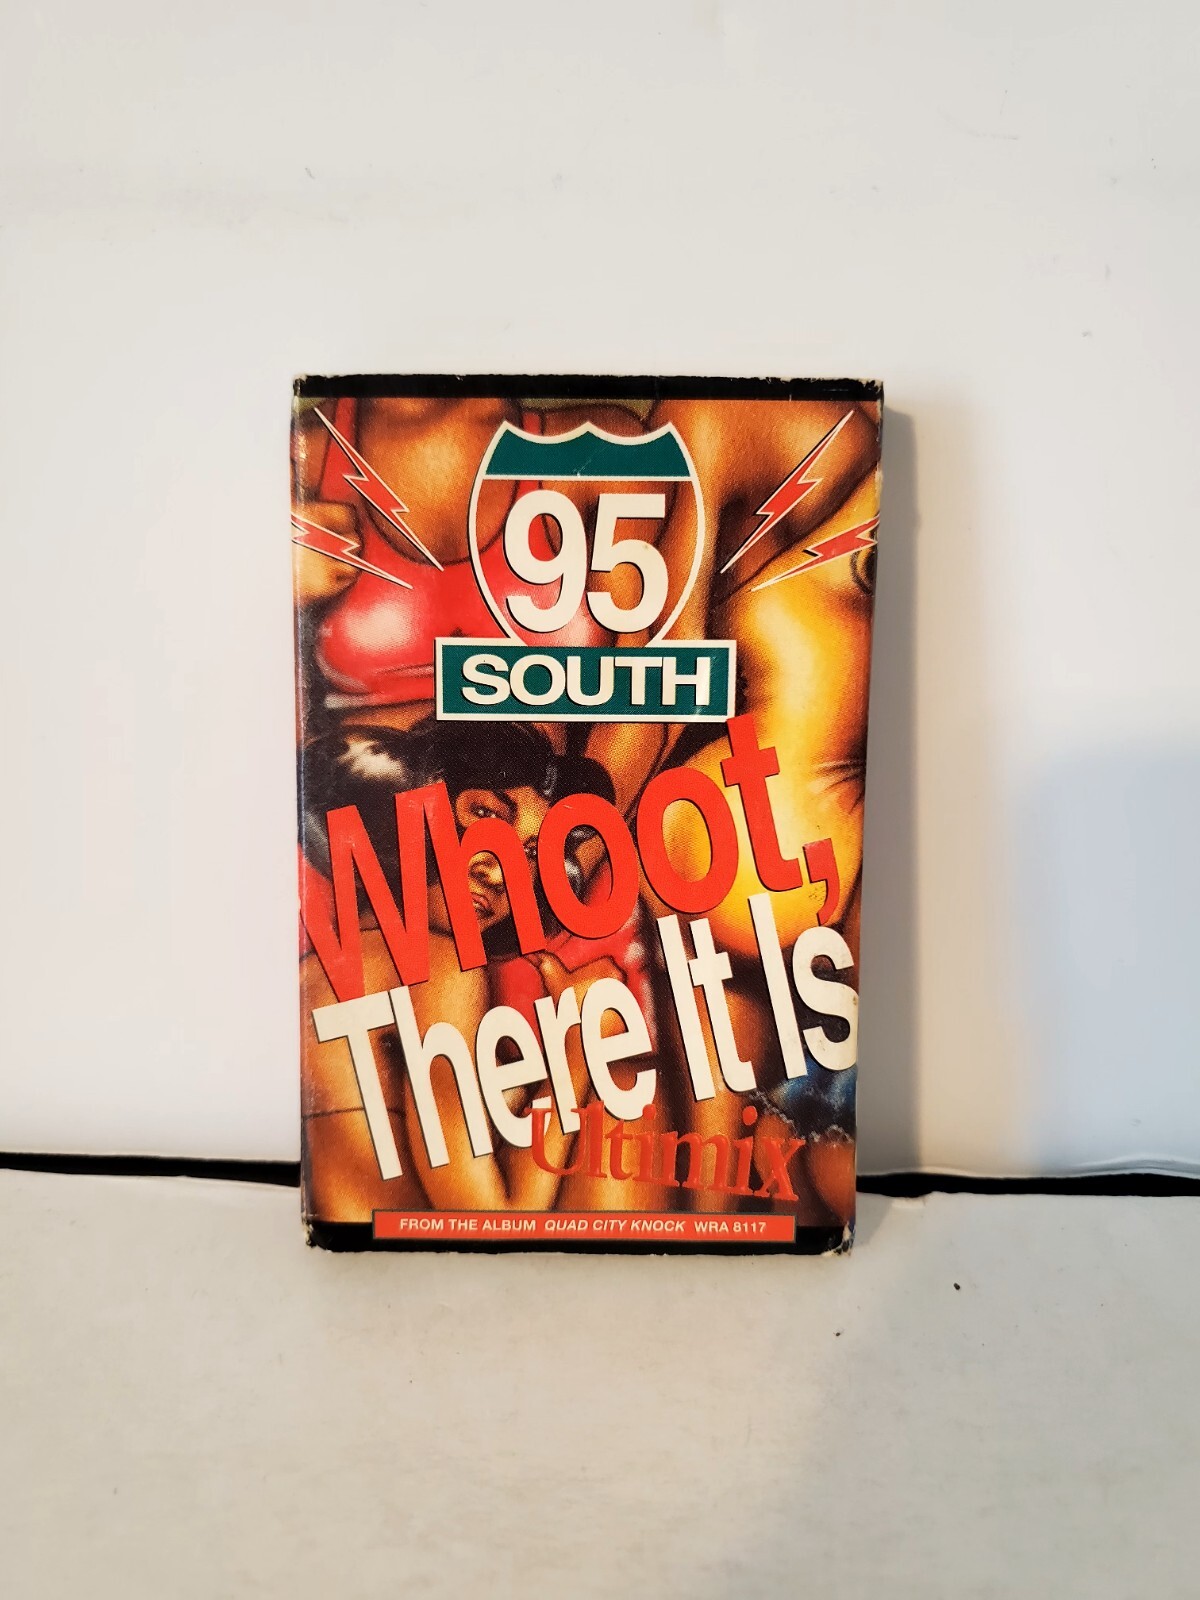 95
SOUTH
Whoot,
There It Is
Ultimix
FROM THE ALBUM QUAD CITY KNOCK WRA 8117